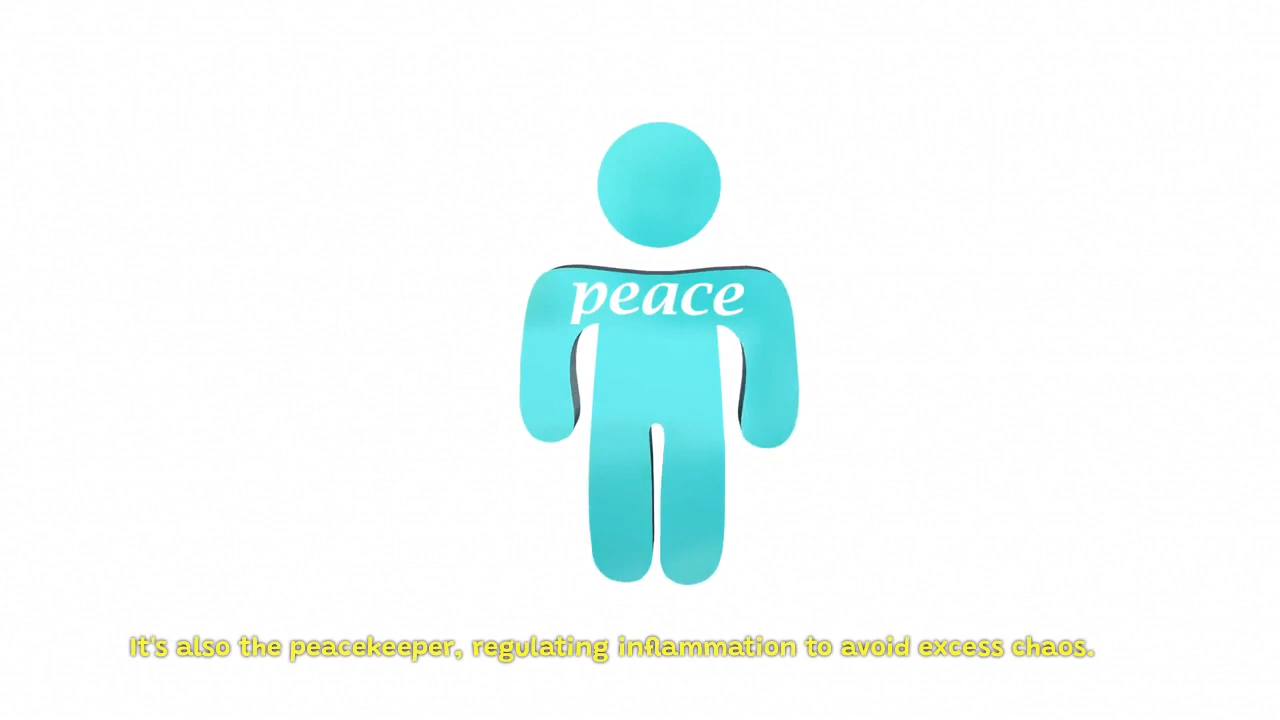 peace
It's also the peacekeeper, regulating inflammation to avoid excess chaos.